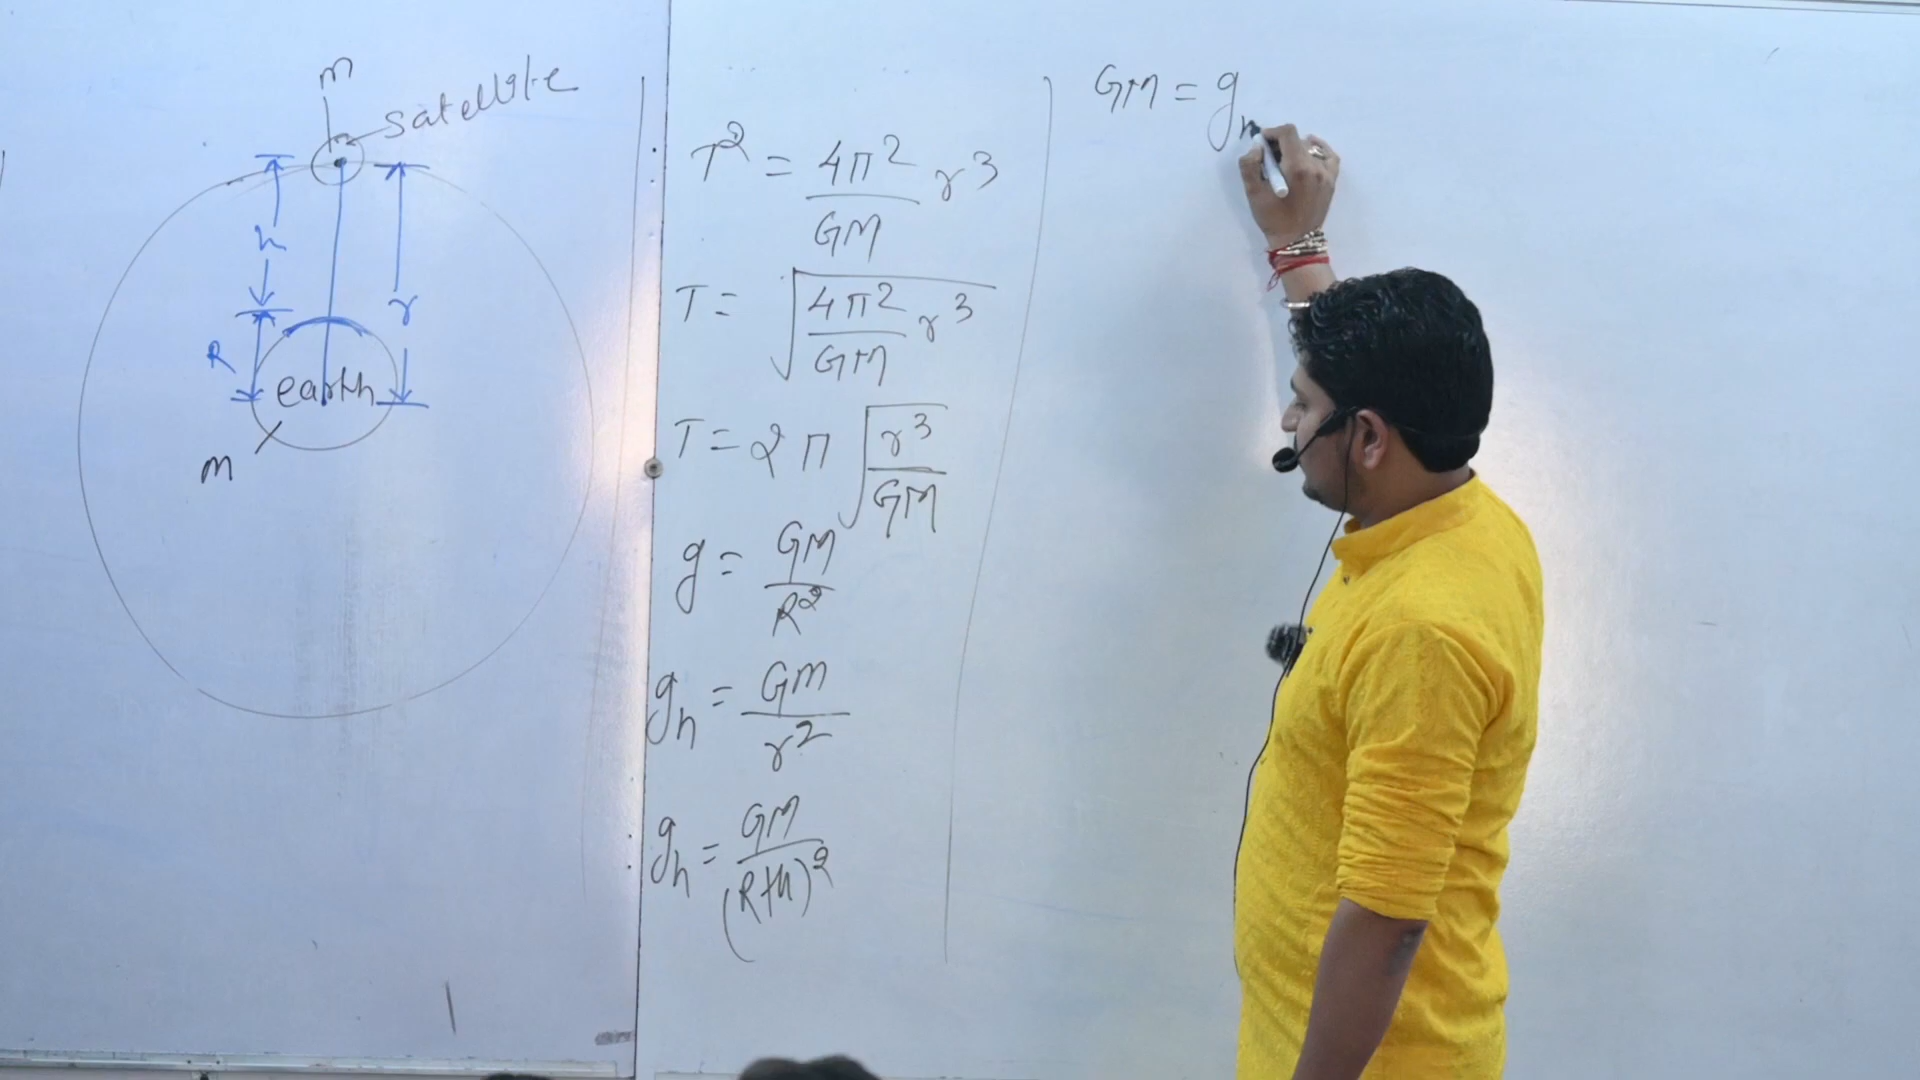 m
satellite
h
r
R
earth
m
T² = 4π²/GM r³
T = √(4π²/GM r³)
T = 2π √(r³/GM)
g = GM/R²
gₕ = GM/r²
gₕ = GM/(R+h)²
GM = gₕ